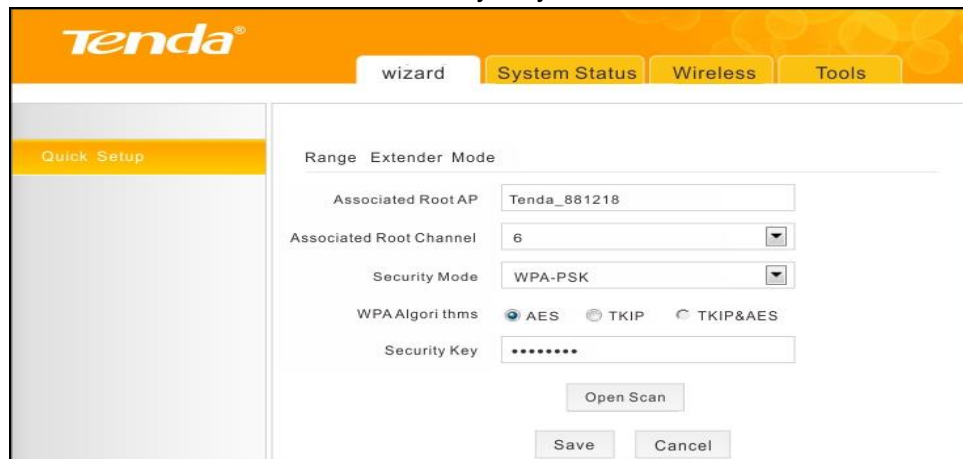 Tenda®
wizard System Status Wireless Tools
Quick Setup
Range Extender Mode
Associated Root AP Tenda_881218
Associated Root Channel 6
Security Mode WPA-PSK
WPA Algori thms AES TKIP TKIP&AES
Security Key ••••••••
Open Scan
Save Cancel